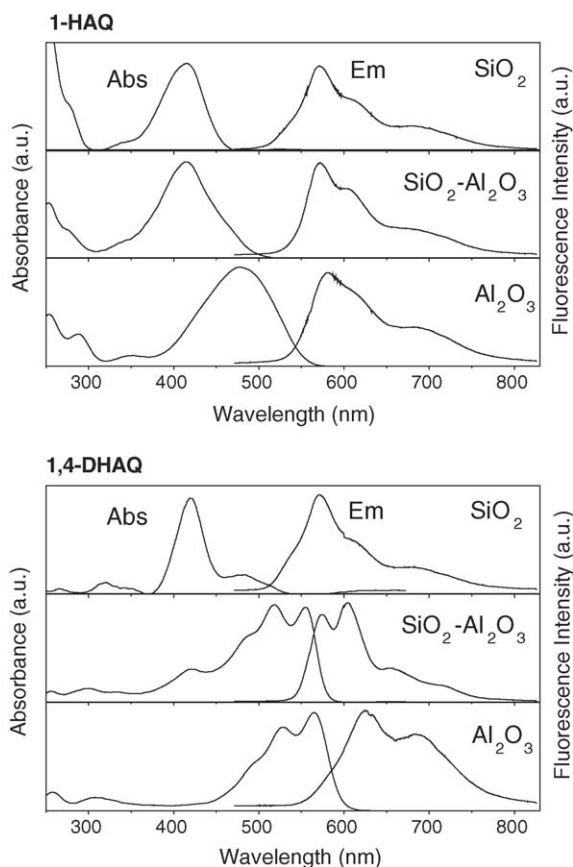 1-HAQ
Abs
Em
SiO₂
SiO₂-Al₂O₃
Al₂O₃
Absorbance (a.u.)
Fluorescence Intensity (a.u.)
300 400 500 600 700 800
Wavelength (nm)
1,4-DHAQ
Abs
Em
SiO₂
SiO₂-Al₂O₃
Al₂O₃
Absorbance (a.u.)
Fluorescence Intensity (a.u.)
300 400 500 600 700 800
Wavelength (nm)